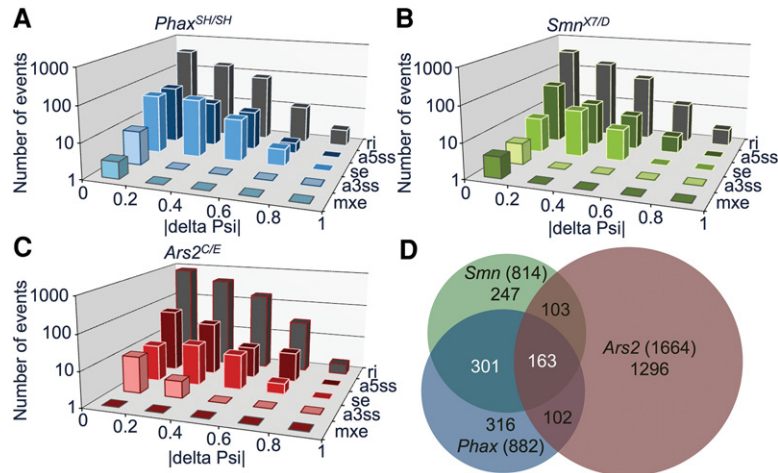 A
Phax^SH/SH
Number of events
1000
100
10
1
0
0.2
0.4
0.6
0.8
1
|delta Psi|
ri
a5ss
se
a3ss
mxe
B
Smn^X7/D
Number of events
1000
100
10
1
0
0.2
0.4
0.6
0.8
1
|delta Psi|
ri
a5ss
se
a3ss
mxe
C
Ars2^C/E
Number of events
1000
100
10
1
0
0.2
0.4
0.6
0.8
1
|delta Psi|
ri
a5ss
se
a3ss
mxe
D
Smn (814)
247
103
Ars2 (1664)
1296
301
163
316
102
Phax (882)